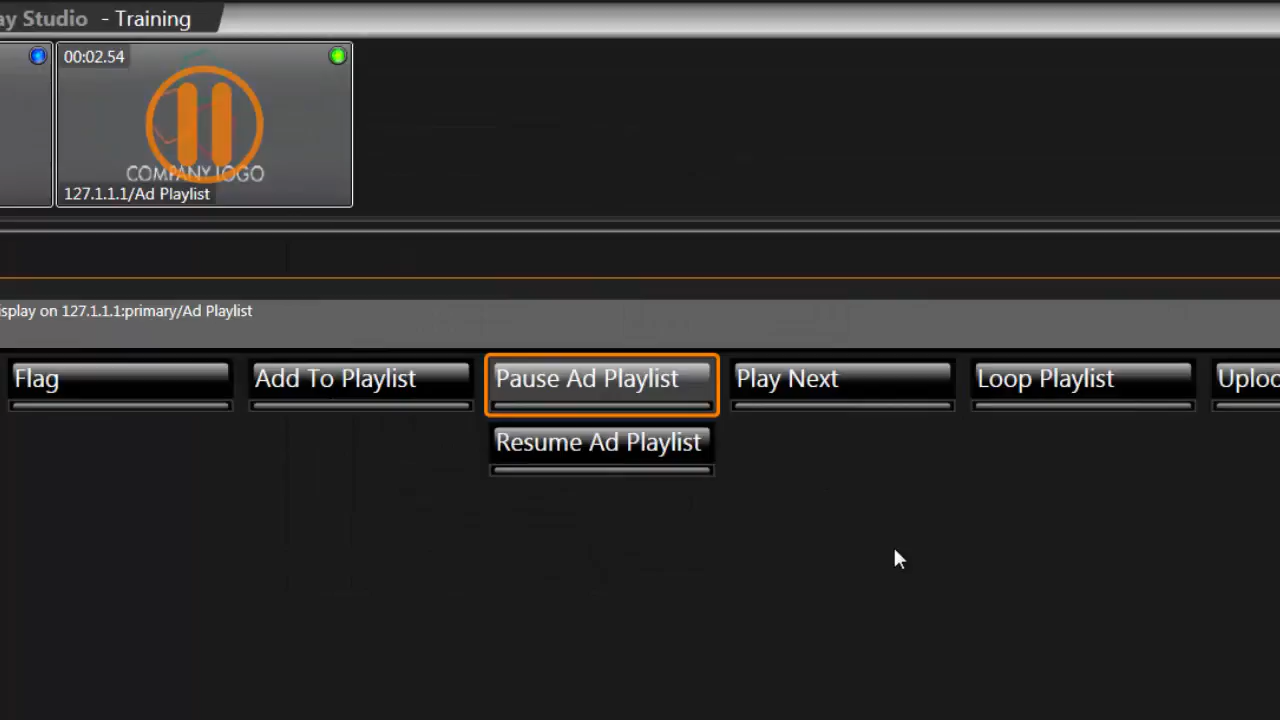 ay Studio - Training
00:02.54
COMPANY LOGO
127.1.1.1/Ad Playlist
isplay on 127.1.1.1:primary/Ad Playlist
Flag
Add To Playlist
Pause Ad Playlist
Play Next
Loop Playlist
Uploa
Resume Ad Playlist